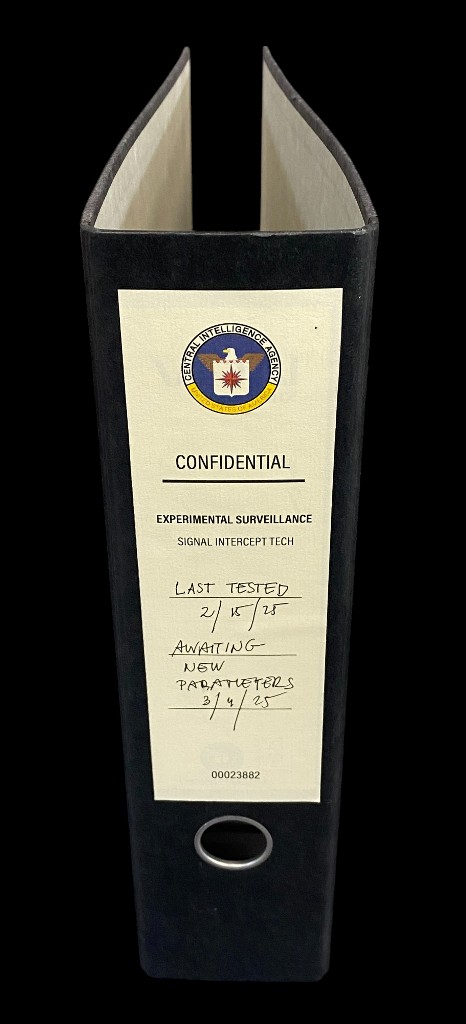 CENTRAL INTELLIGENCE AGENCY
UNITED STATES OF AMERICA
CONFIDENTIAL
EXPERIMENTAL SURVEILLANCE
SIGNAL INTERCEPT TECH
LAST TESTED
2/15/25
AWAITING
NEW
PARAMETERS
3/4/25
00023882